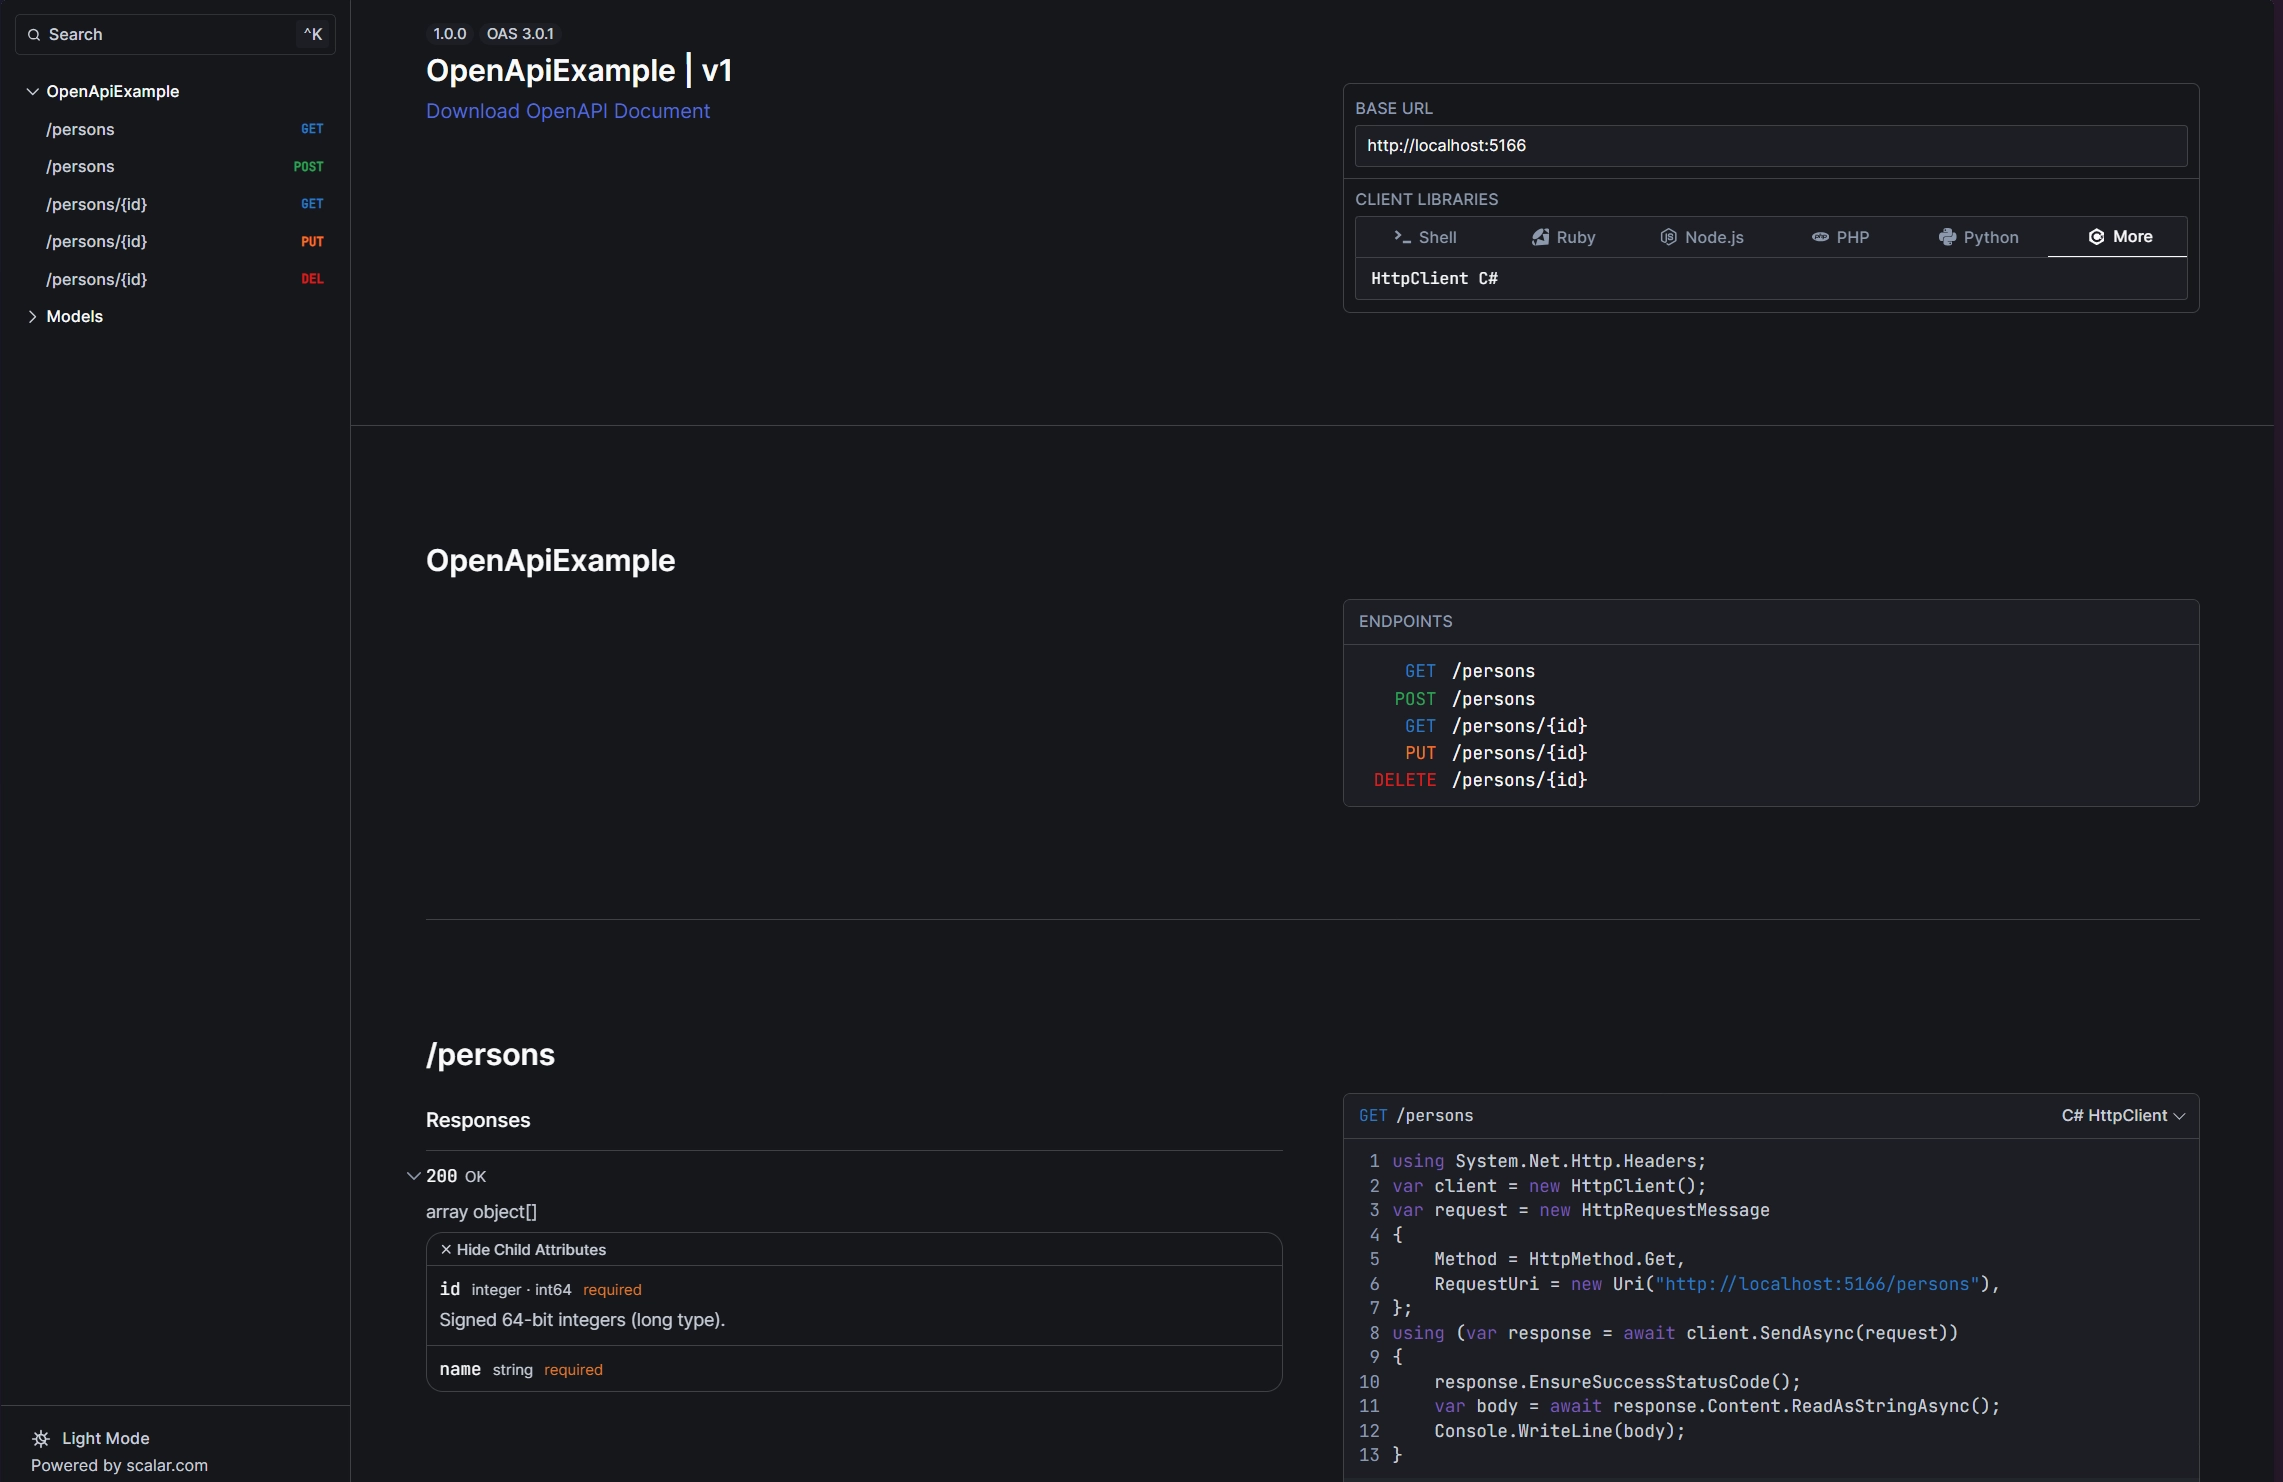 Search ^K
OpenApiExample
/persons GET
/persons POST
/persons/{id} GET
/persons/{id} PUT
/persons/{id} DEL
Models
Light Mode
Powered by scalar.com
1.0.0 OAS 3.0.1
OpenApiExample | v1
Download OpenAPI Document
BASE URL
http://localhost:5166
CLIENT LIBRARIES
Shell Ruby Node.js PHP Python More
HttpClient C#
OpenApiExample
ENDPOINTS
GET /persons
POST /persons
GET /persons/{id}
PUT /persons/{id}
DELETE /persons/{id}
/persons
Responses
200 OK
array object[]
✕ Hide Child Attributes
id integer · int64 required
Signed 64-bit integers (long type).
name string required
GET /persons C# HttpClient
1 using System.Net.Http.Headers;
2 var client = new HttpClient();
3 var request = new HttpRequestMessage
4 {
5     Method = HttpMethod.Get,
6     RequestUri = new Uri("http://localhost:5166/persons"),
7 };
8 using (var response = await client.SendAsync(request))
9 {
10     response.EnsureSuccessStatusCode();
11     var body = await response.Content.ReadAsStringAsync();
12     Console.WriteLine(body);
13 }